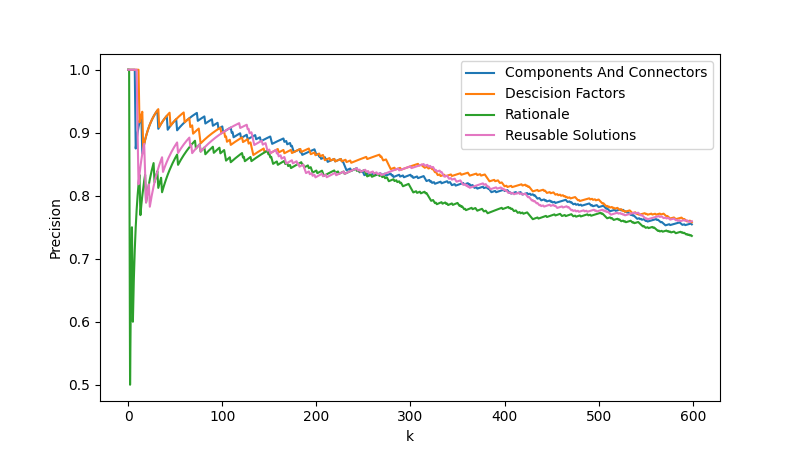 1.0
0.9
0.8
0.7
0.6
0.5
Precision
0
100
200
300
400
500
600
k
Components And Connectors
Descision Factors
Rationale
Reusable Solutions